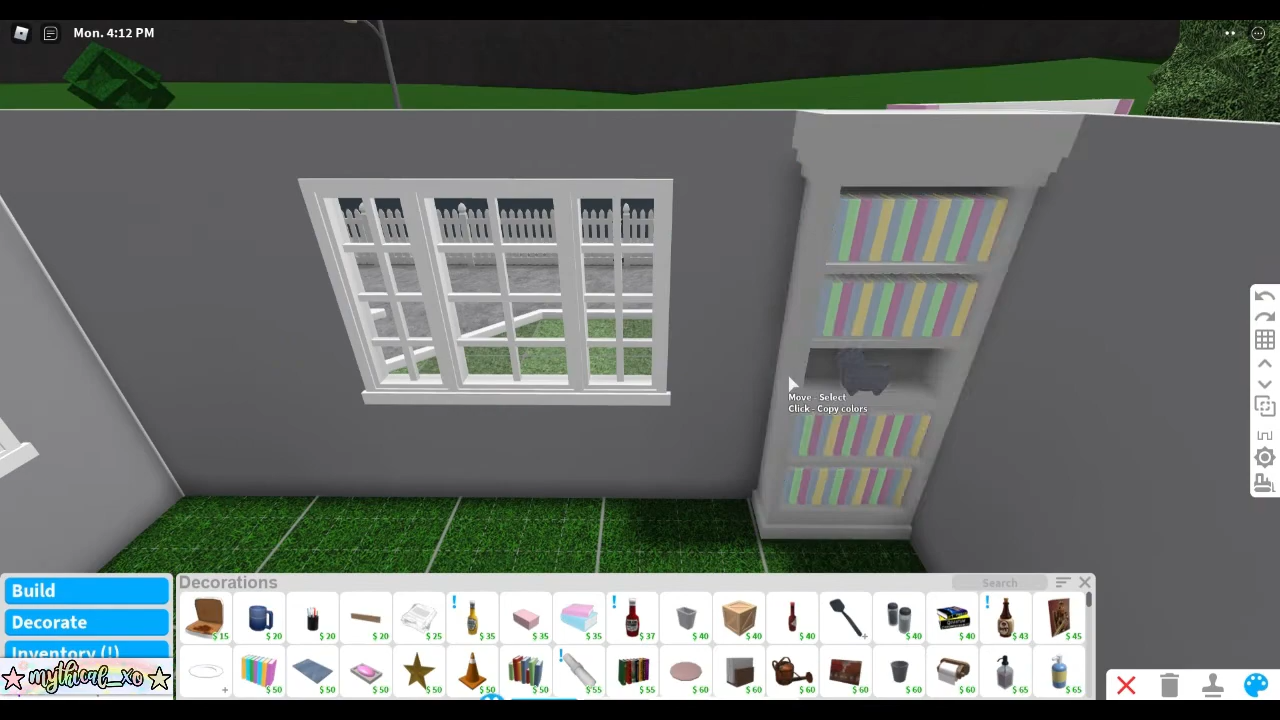 Mon. 4:12 PM
Move - Select
Click - Copy colors
Build
Decorate
Inventory (!)
☆ mythical_xo ☆
Decorations
Search
$ 15
$ 20
$ 20
$ 20
$ 25
! $ 35
$ 35
$ 35
! $ 37
$ 40
$ 40
$ 40
+
$ 40
$ 40
! $ 43
$ 45
+
$ 50
$ 50
$ 50
$ 50
$ 50
$ 50
! $ 55
$ 55
$ 60
$ 60
$ 60
$ 60
$ 60
$ 60
$ 65
$ 65